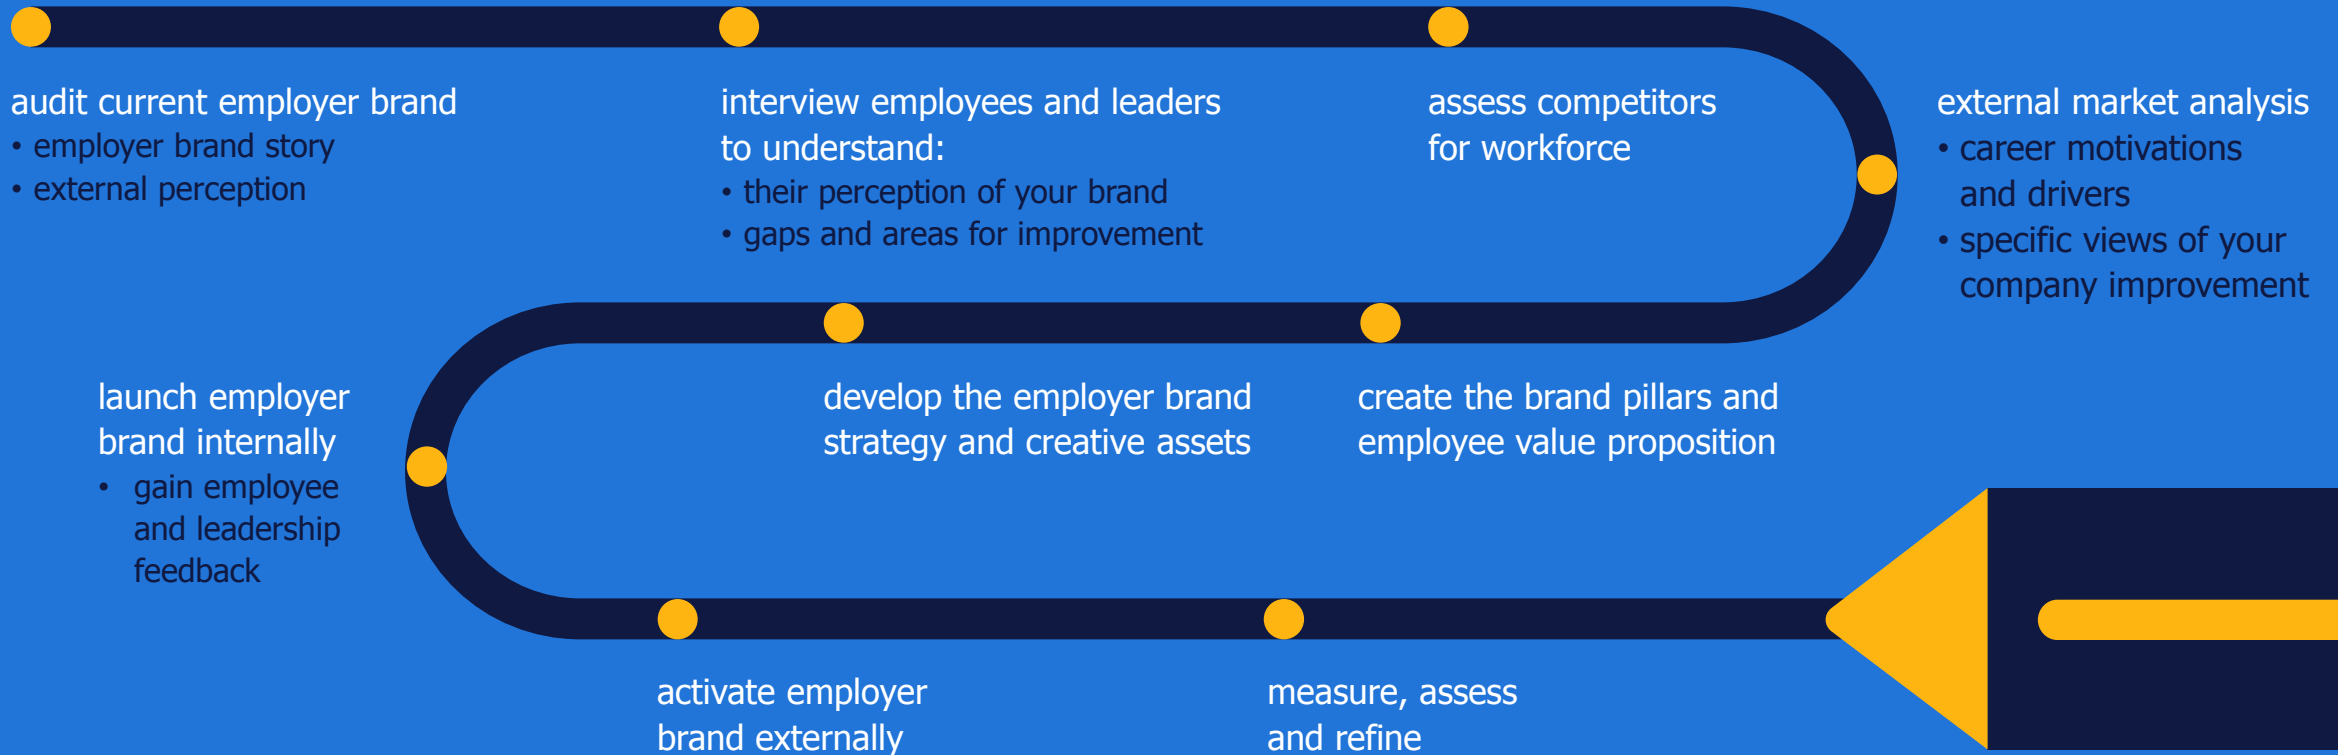 audit current employer brand
• employer brand story
• external perception
interview employees and leaders
to understand:
• their perception of your brand
• gaps and areas for improvement
assess competitors
for workforce
external market analysis
• career motivations
and drivers
• specific views of your
company improvement
create the brand pillars and
employee value proposition
develop the employer brand
strategy and creative assets
launch employer
brand internally
• gain employee
and leadership
feedback
activate employer
brand externally
measure, assess
and refine